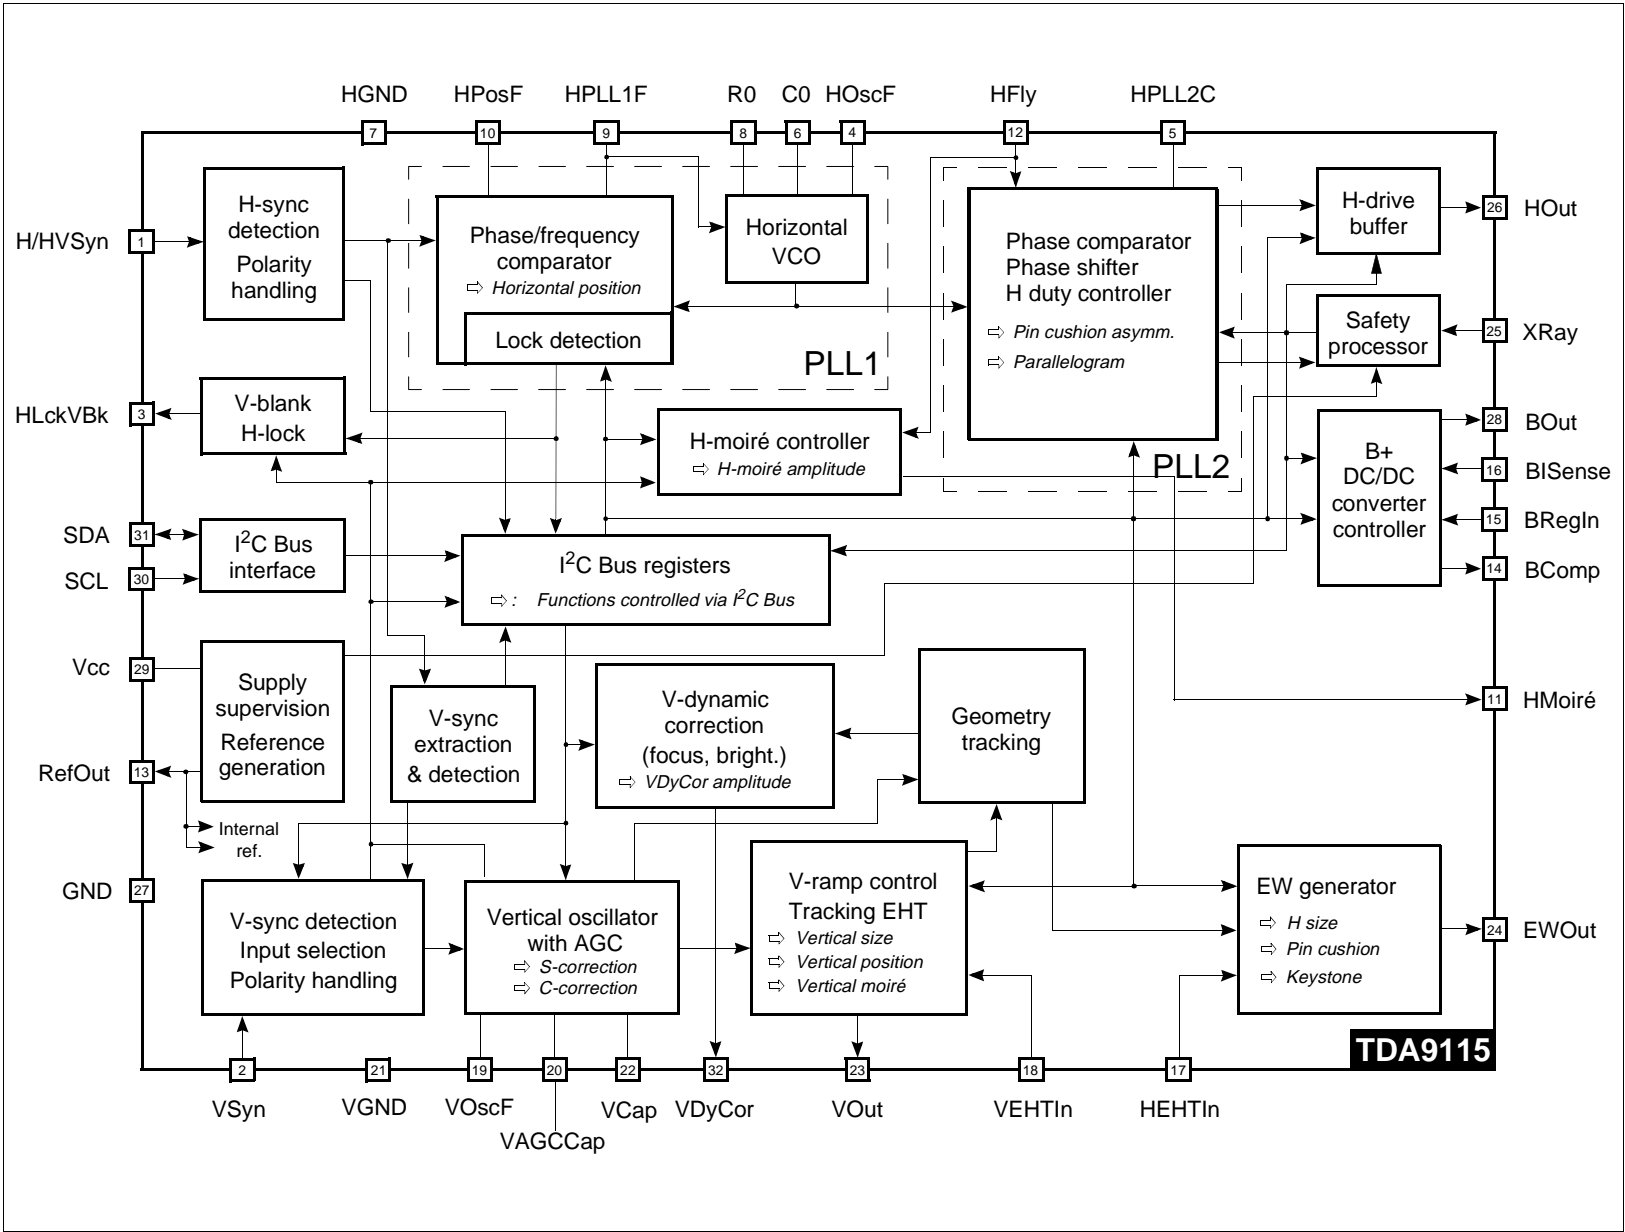 HGND
HPosF
HPLL1F
R0
C0
HOscF
HFly
HPLL2C
7
10
9
8
6
4
12
5
H/HVSyn
1
H-sync
detection
Polarity
handling
Phase/frequency
comparator
⇨ Horizontal position
Lock detection
Horizontal
VCO
PLL1
Phase comparator
Phase shifter
H duty controller
⇨ Pin cushion asymm.
⇨ Parallelogram
PLL2
H-drive
buffer
26
HOut
Safety
processor
25
XRay
HLckVBk
3
V-blank
H-lock
H-moiré controller
⇨ H-moiré amplitude
B+
DC/DC
converter
controller
28
BOut
16
BISense
15
BRegIn
14
BComp
SDA
31
SCL
30
I2C Bus
interface
I2C Bus registers
⇨ : Functions controlled via I2C Bus
Vcc
29
Supply
supervision
Reference
generation
RefOut
13
Internal
ref.
V-sync
extraction
& detection
V-dynamic
correction
(focus, bright.)
⇨ VDyCor amplitude
Geometry
tracking
11
HMoiré
GND
27
V-sync detection
Input selection
Polarity handling
Vertical oscillator
with AGC
⇨ S-correction
⇨ C-correction
V-ramp control
Tracking EHT
⇨ Vertical size
⇨ Vertical position
⇨ Vertical moiré
EW generator
⇨ H size
⇨ Pin cushion
⇨ Keystone
24
EWOut
TDA9115
2
21
19
20
22
32
23
18
17
VSyn
VGND
VOscF
VAGCCap
VCap
VDyCor
VOut
VEHTIn
HEHTIn